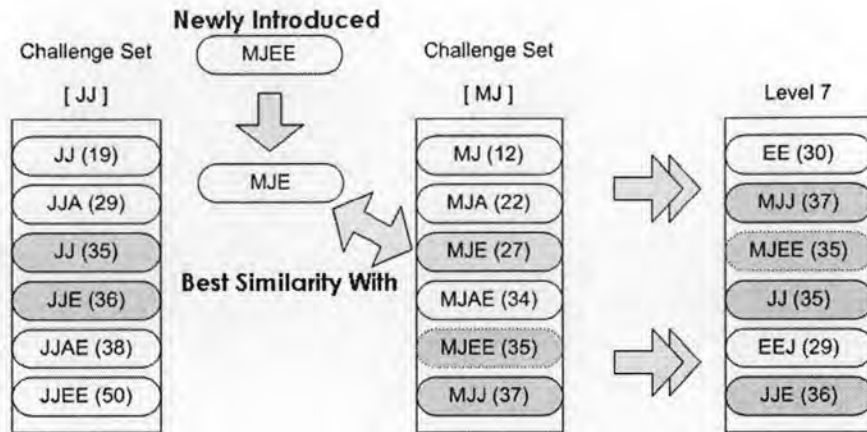 Newly Introduced
MJEE
MJE
Best Similarity With
Challenge Set
[ JJ ]
JJ (19)
JJA (29)
JJ (35)
JJE (36)
JJAE (38)
JJEE (50)
Challenge Set
[ MJ ]
MJ (12)
MJA (22)
MJE (27)
MJAE (34)
MJEE (35)
MJJ (37)
Level 7
EE (30)
MJJ (37)
MJEE (35)
JJ (35)
EEJ (29)
JJE (36)